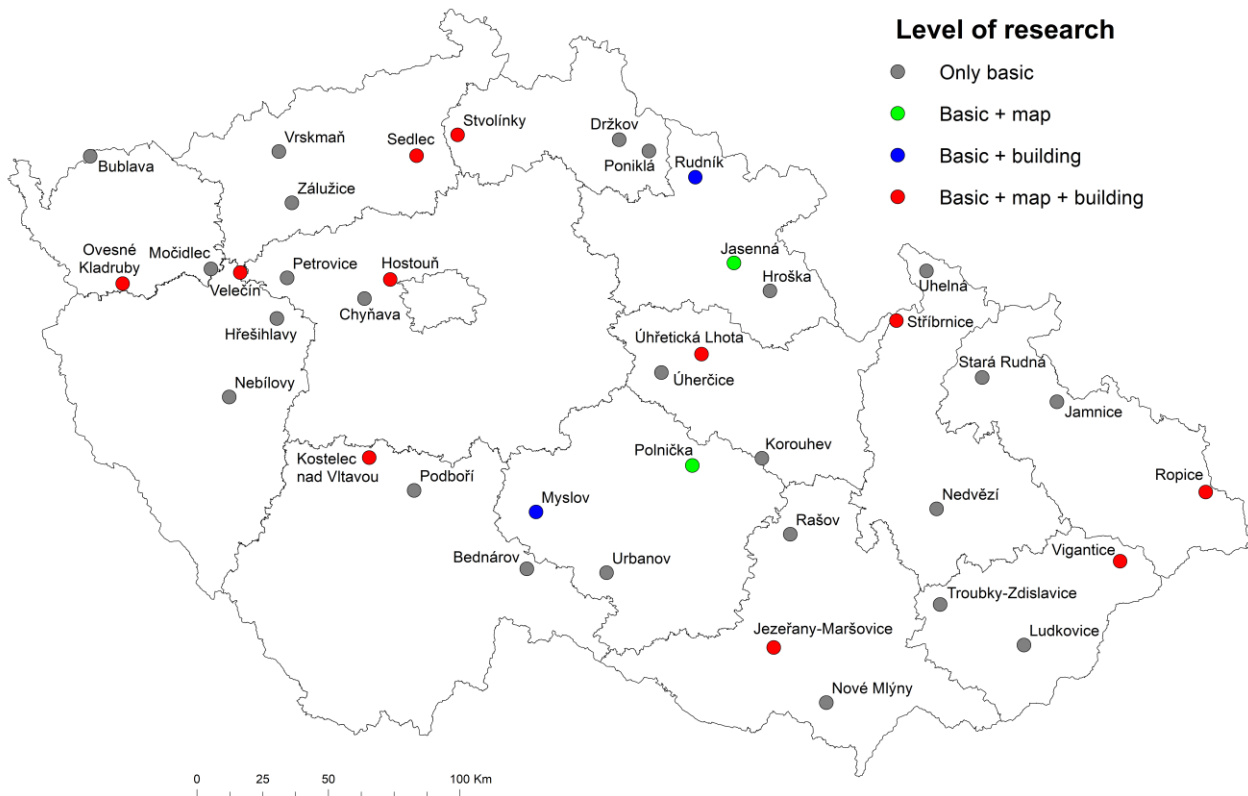 Level of research
Only basic
Basic + map
Basic + building
Basic + map + building
Bublava
Vrskmaň
Sedlec
Stvolínky
Držkov
Poniklá
Rudník
Zálužice
Ovesné
Kladruby
Močidlec
Velečín
Petrovice
Hostouň
Chyňava
Hřešihlavy
Nebílovy
Jasenná
Hroška
Uhelná
Stříbrnice
Úhřetická Lhota
Úherčice
Stará Rudná
Jamnice
Kostelec
nad Vltavou
Podboří
Polnička
Korouhev
Myslov
Nedvězí
Ropice
Rašov
Bednárov
Urbanov
Vigantice
Troubky-Zdislavice
Jezeřany-Maršovice
Ludkovice
Nové Mlýny
0 25 50 100 Km